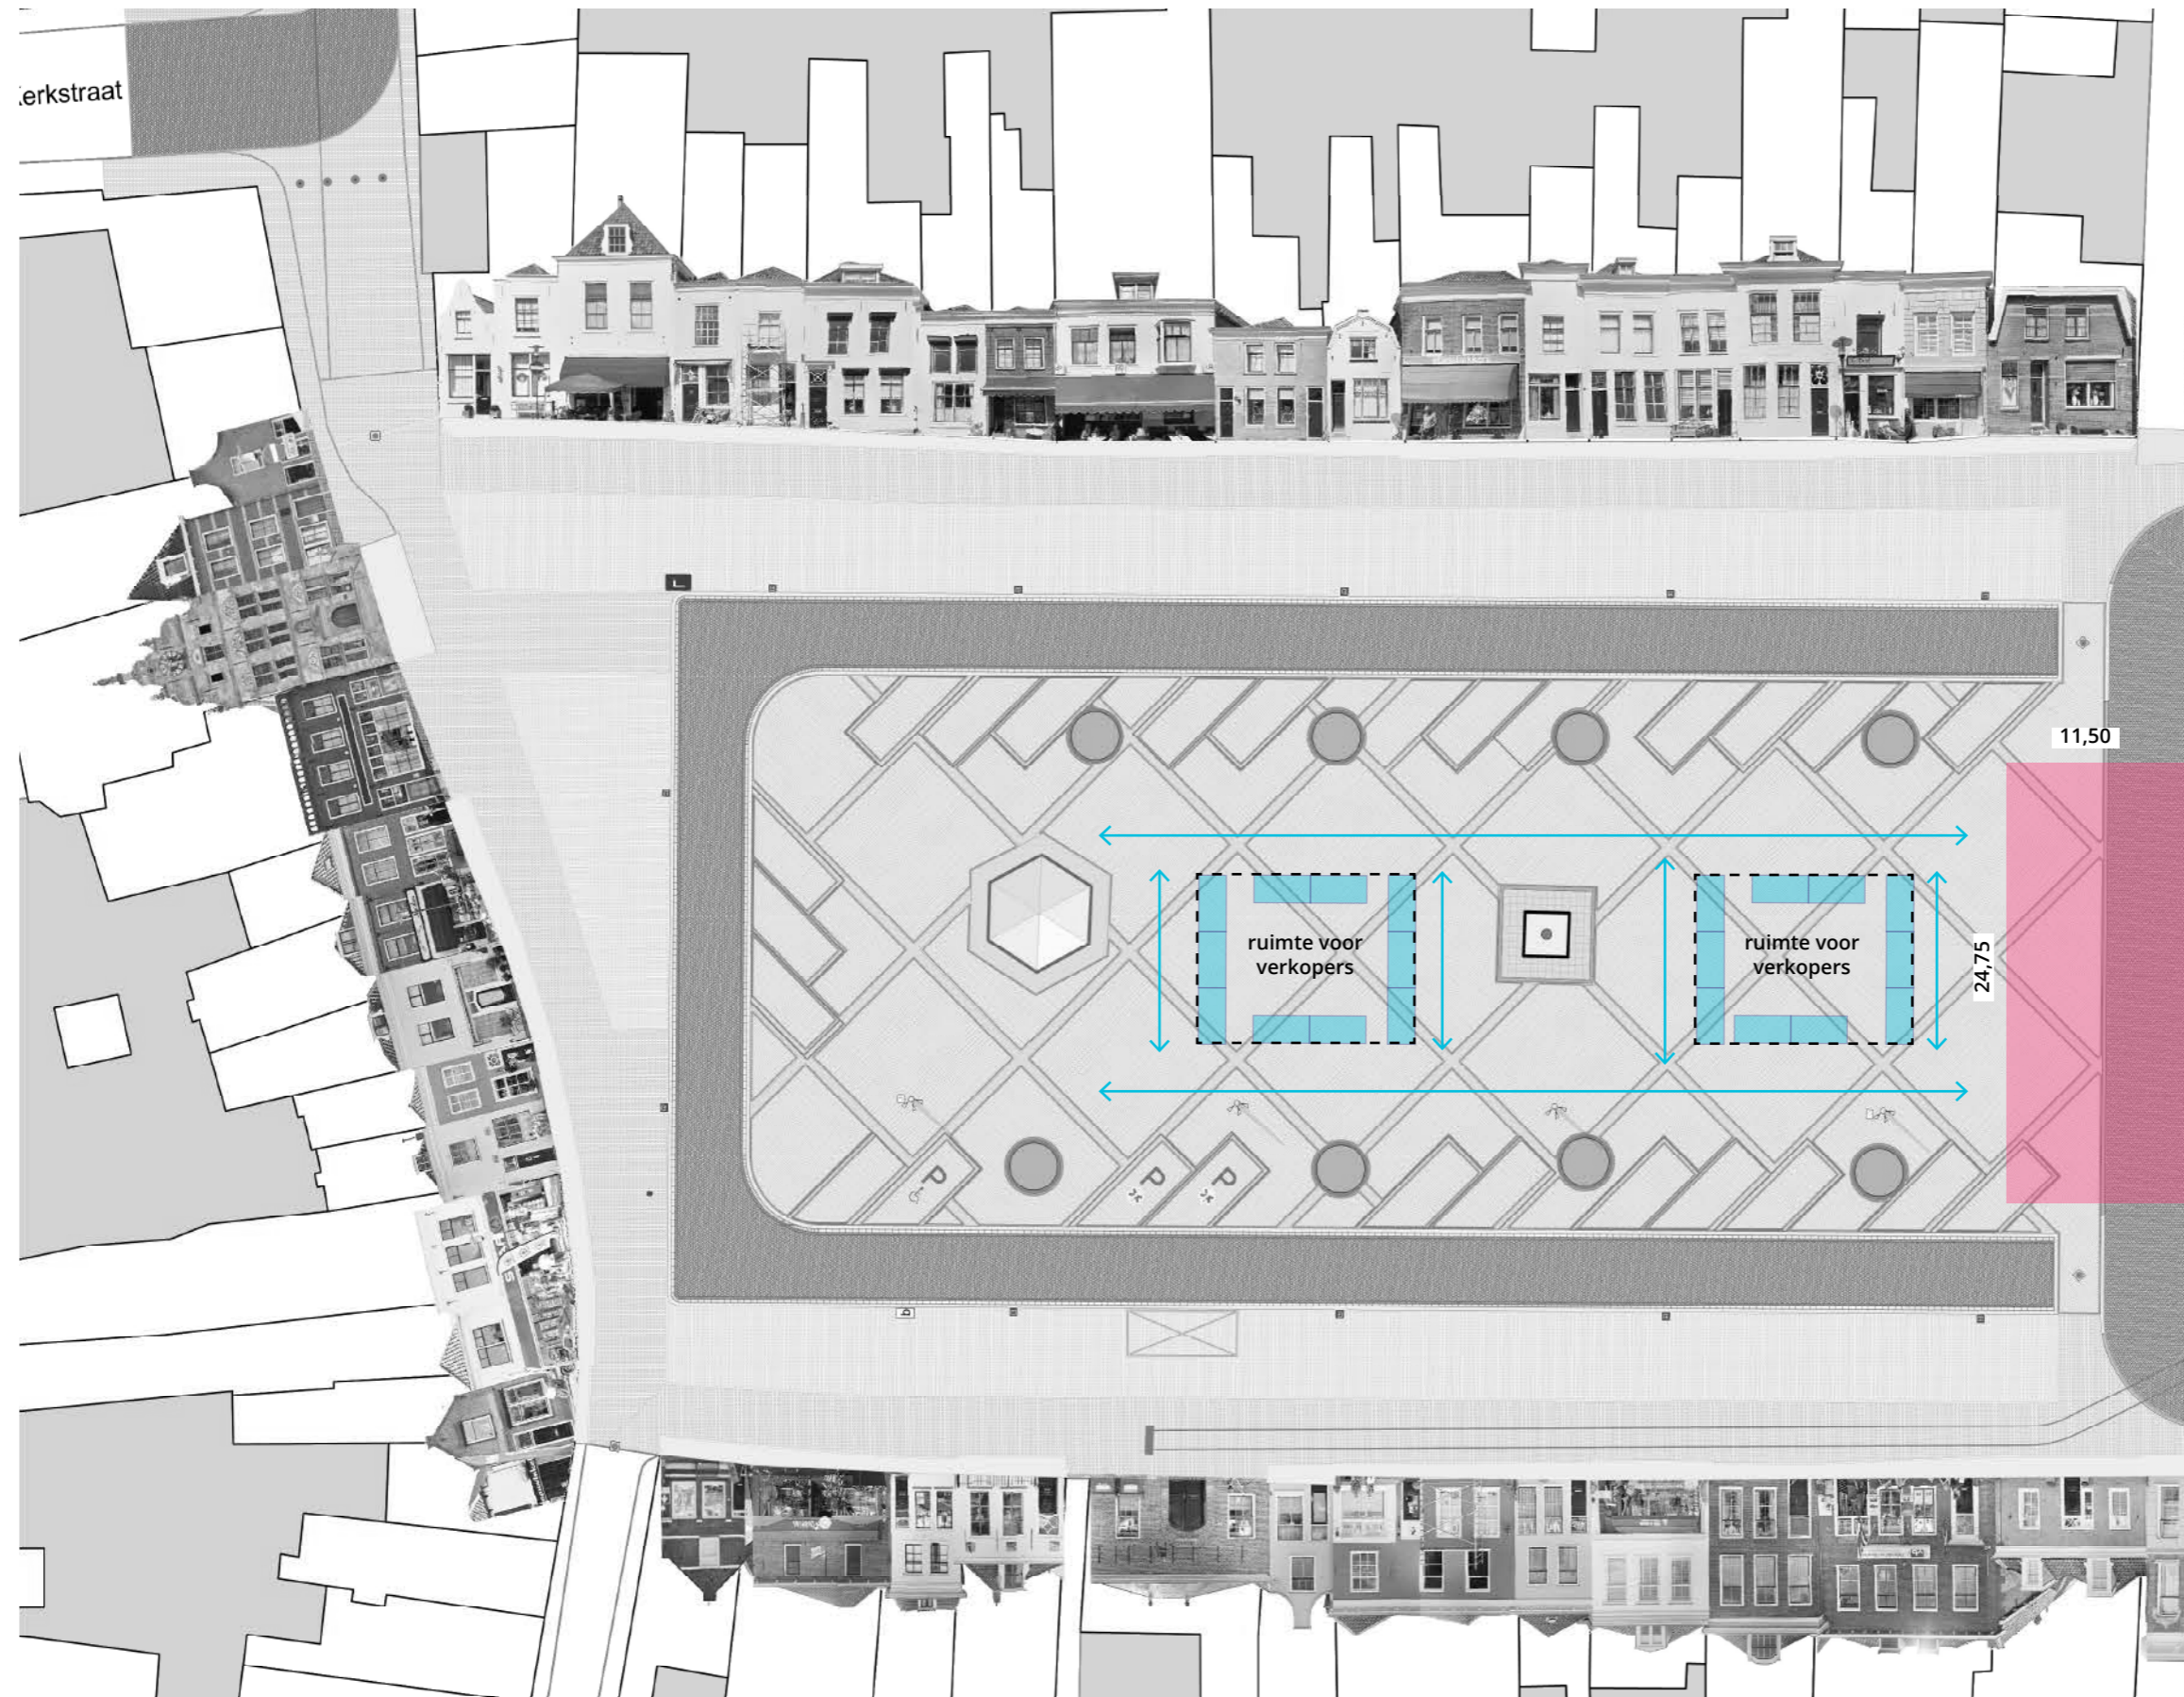 erkstraat
11,50
ruimte voor
verkopers
ruimte voor
verkopers
24,75
P
P
P